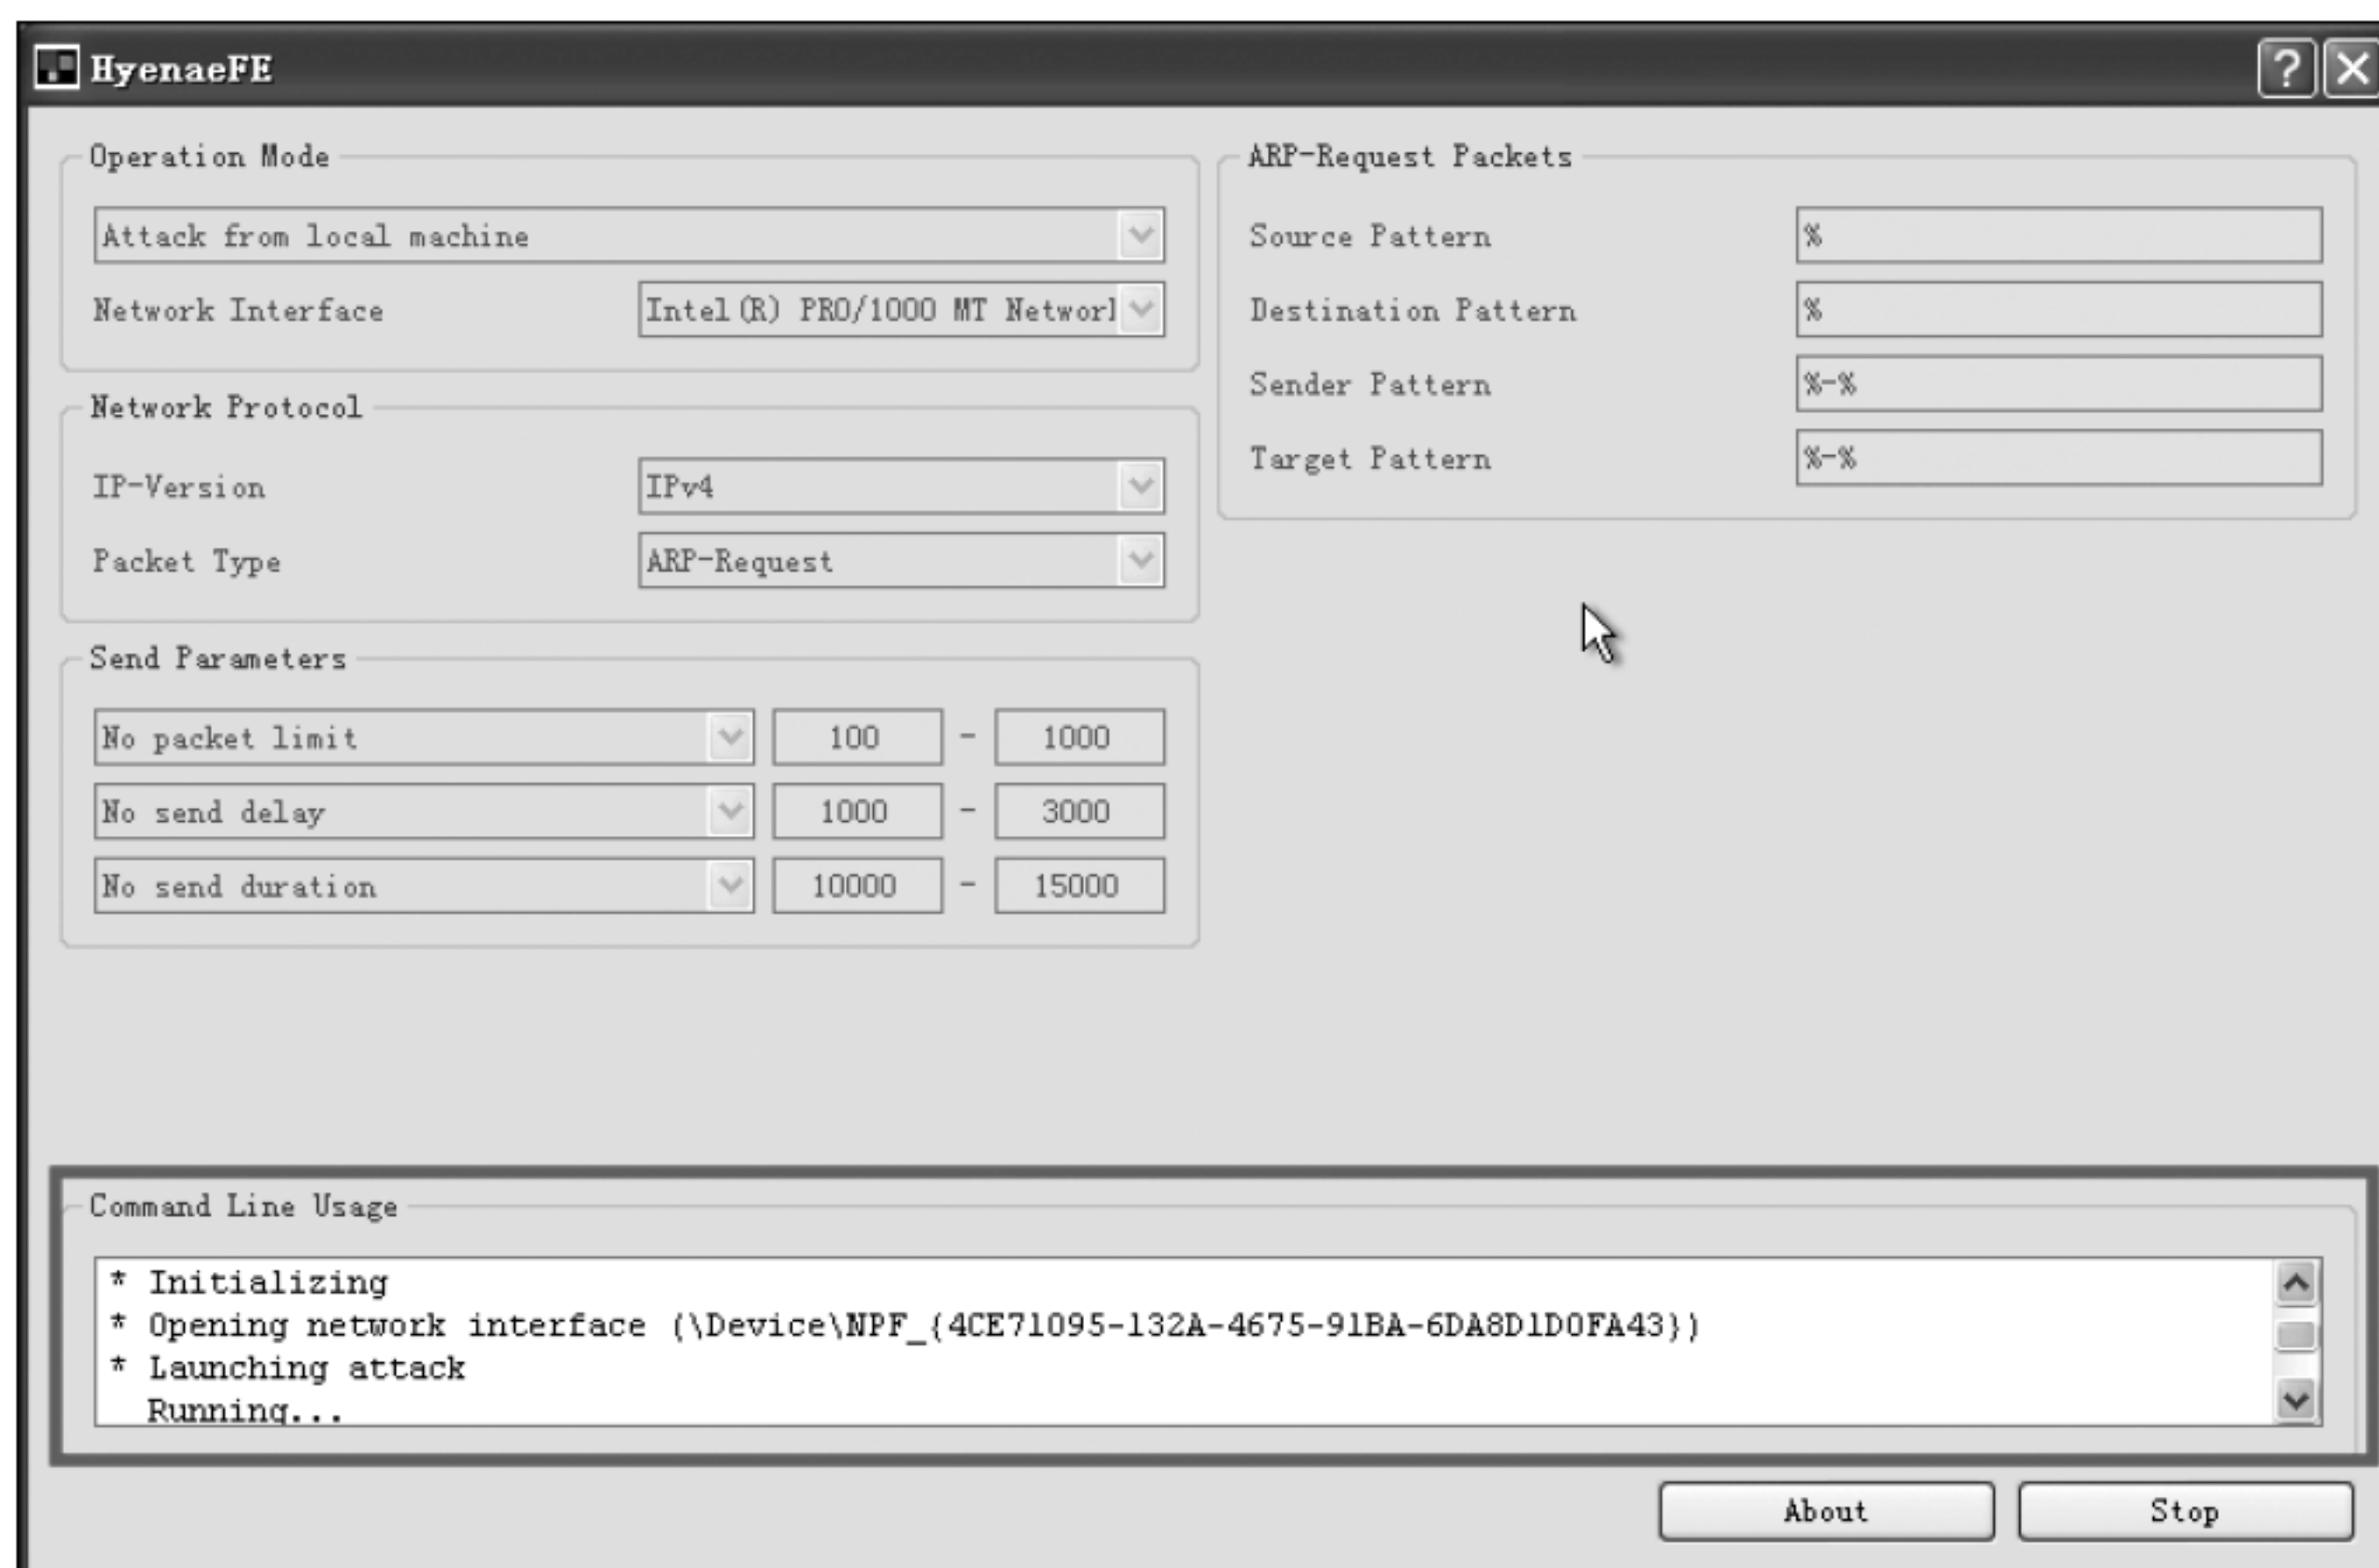 HyenaeFE
Operation Mode
Attack from local machine
Network Interface
Intel(R) PRO/1000 MT Networ
Network Protocol
IP-Version
IPv4
Packet Type
ARP-Request
Send Parameters
No packet limit 100 - 1000
No send delay 1000 - 3000
No send duration 10000 - 15000
ARP-Request Packets
Source Pattern %
Destination Pattern %
Sender Pattern %-%
Target Pattern %-%
Command Line Usage
* Initializing
* Opening network interface (\Device\NPF_{4CE71095-132A-4675-91BA-6DA8D1D0FA43})
* Launching attack
Running...
About
Stop